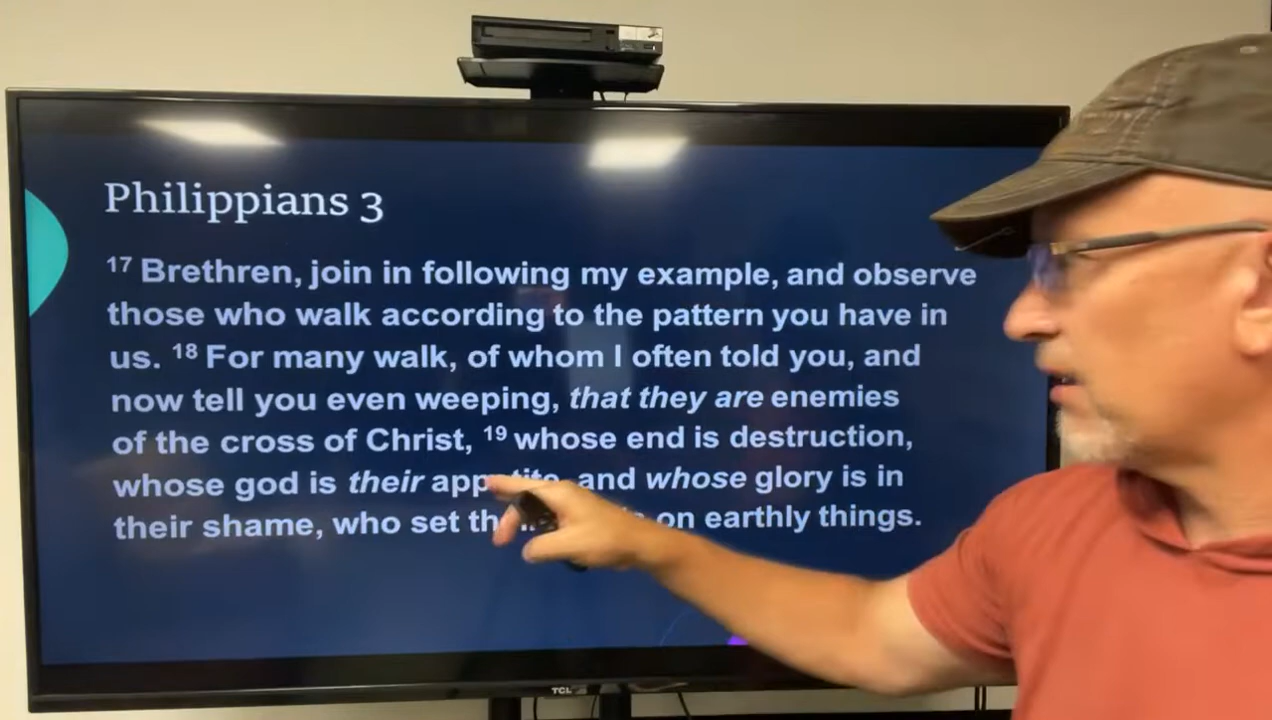 Philippians 3
17 Brethren, join in following my example, and observe
those who walk according to the pattern you have in
us. 18 For many walk, of whom I often told you, and
now tell you even weeping, that they are enemies
of the cross of Christ, 19 whose end is destruction,
whose god is their appetite, and whose glory is in
their shame, who set on earthly things.
TCL